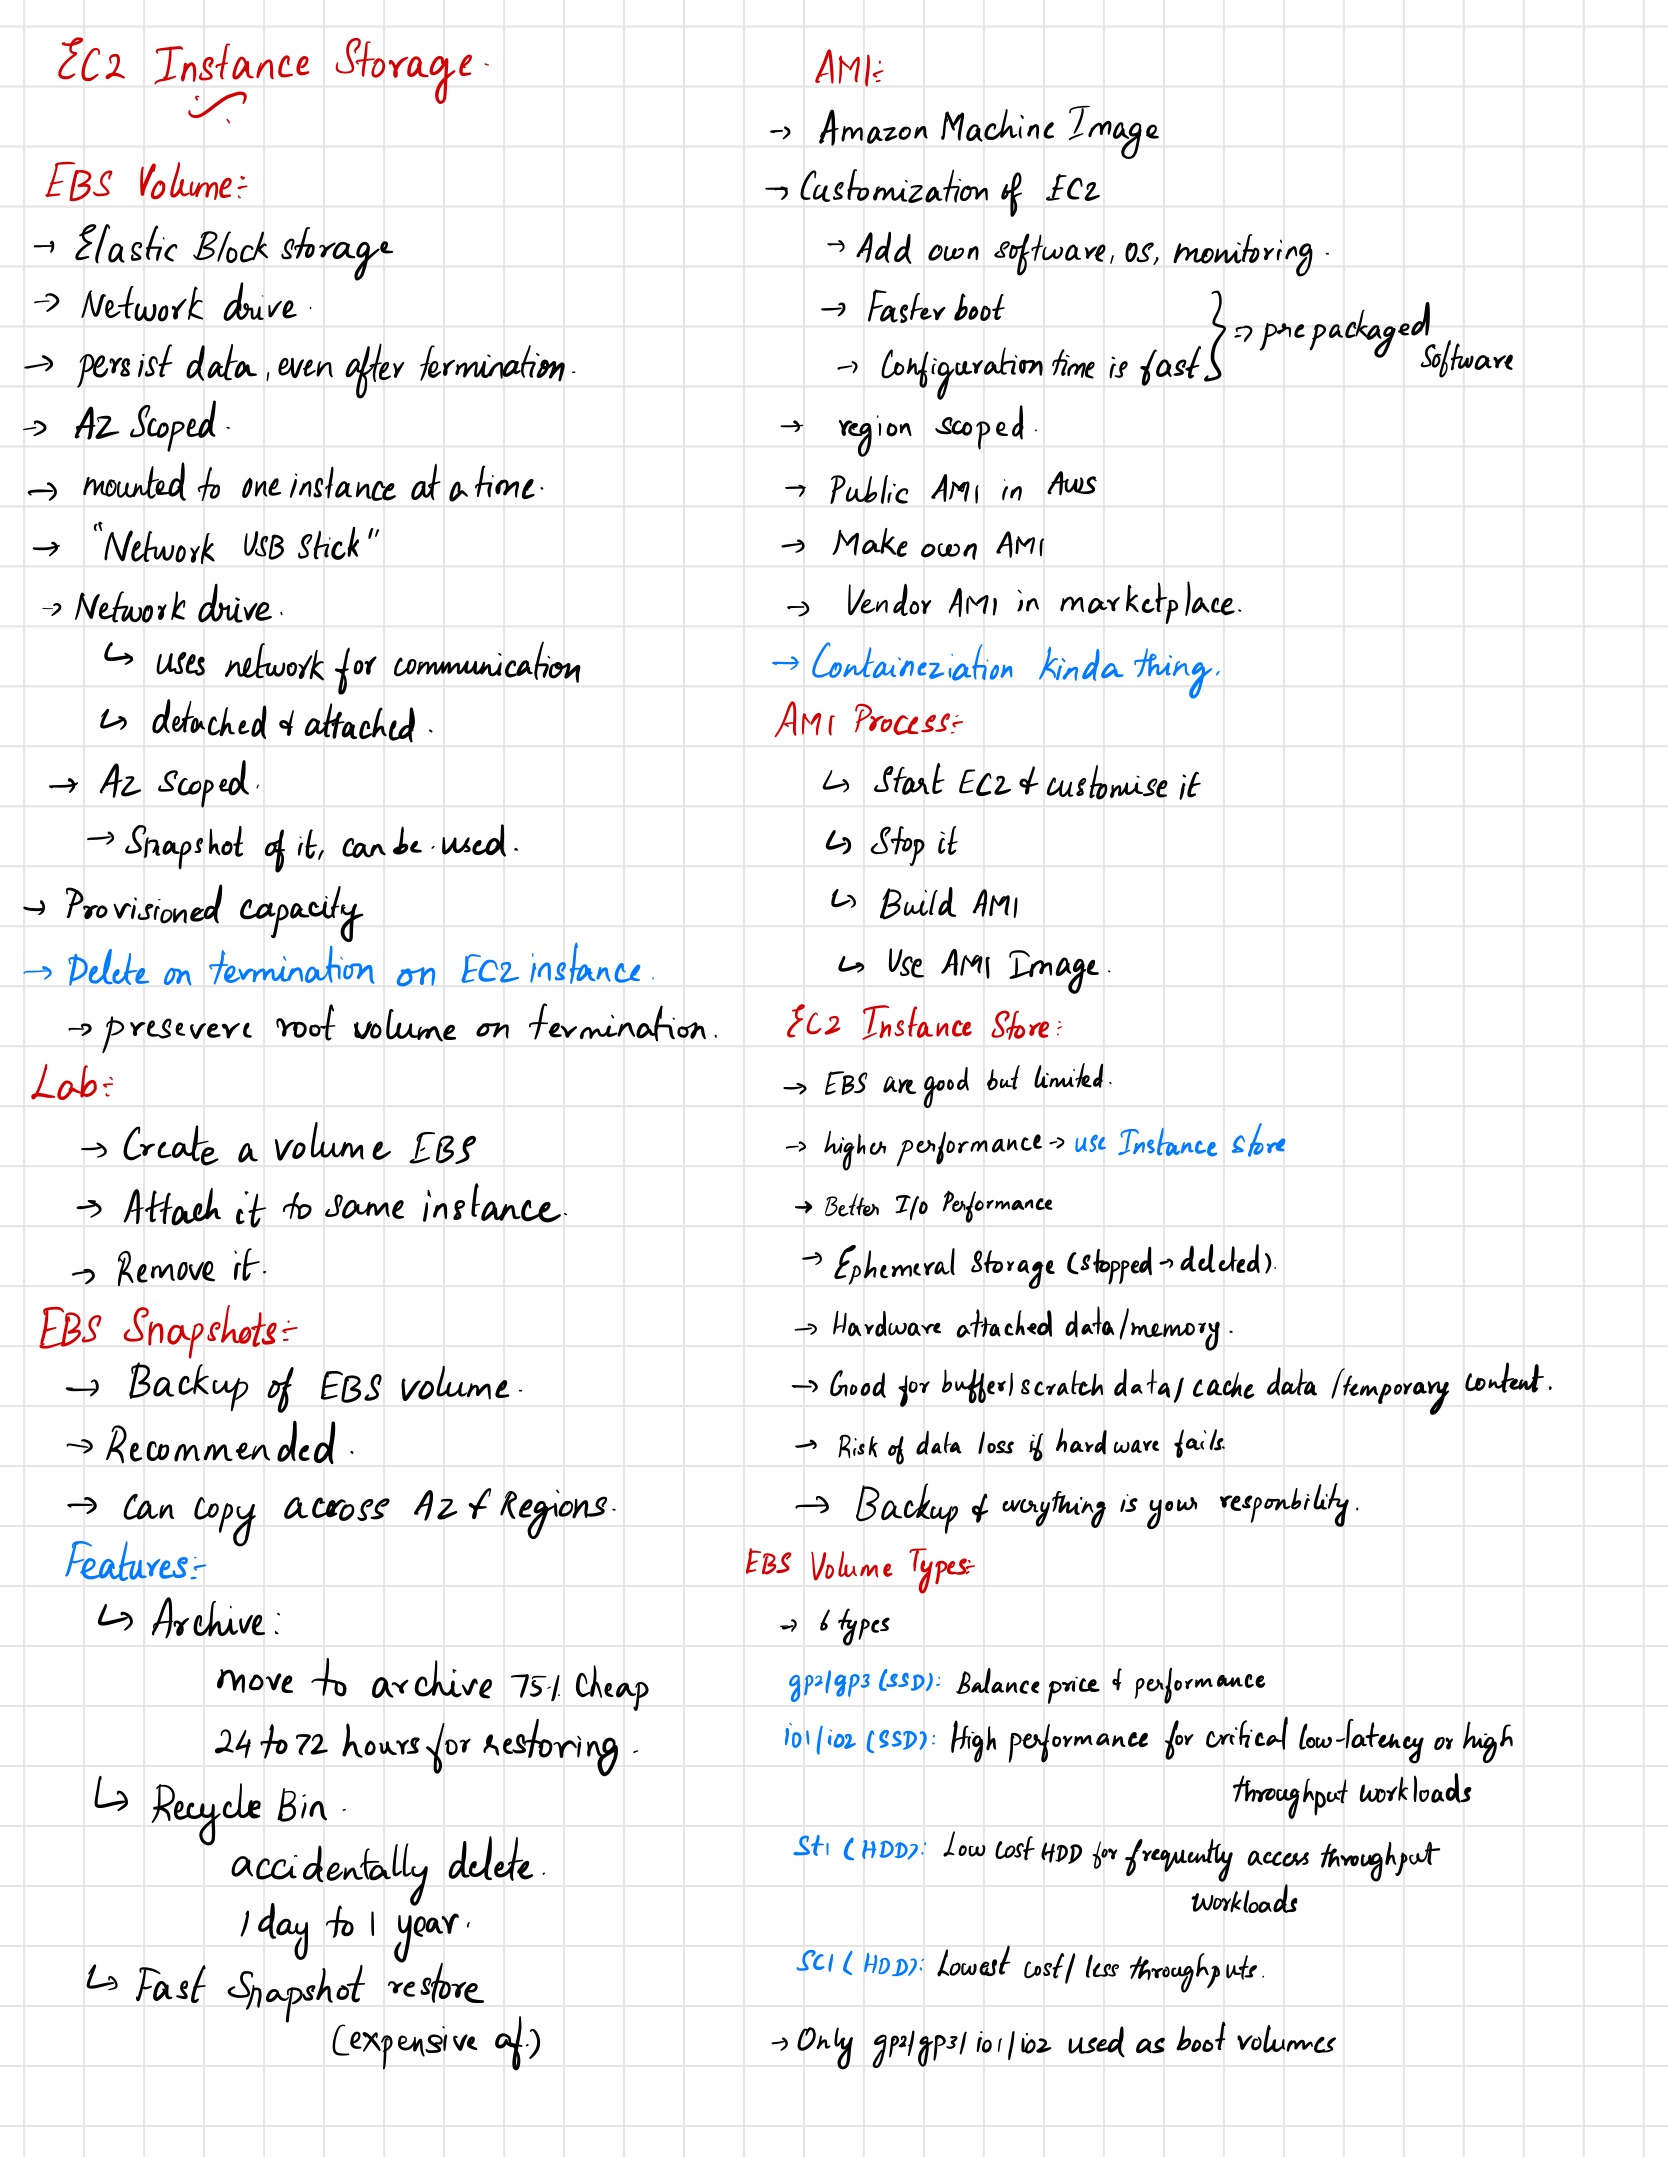 EC2 Instance Storage.
EBS Volume:-
→ Elastic Block storage
→ Network drive.
→ persist data, even after termination.
→ AZ Scoped.
→ mounted to one instance at a time.
→ "Network USB Stick"
→ Network drive.
↳ uses network for communication
↳ detached & attached.
→ AZ Scoped.
→ Snapshot of it, can be used.
→ Provisioned capacity
→ Delete on termination on EC2 instance.
→ presevere root volume on termination.
Lab:-
→ Create a volume EBS
→ Attach it to same instance.
→ Remove it.
EBS Snapshots:-
→ Backup of EBS volume.
→ Recommended.
→ Can copy across AZ & Regions.
Features:-
↳ Archive:
move to archive 75% Cheap
24 to 72 hours for restoring.
↳ Recycle Bin.
accidentally delete.
1 day to 1 year.
↳ Fast Snapshot restore
(expensive af.)
AMI:-
→ Amazon Machine Image
→ Customization of EC2
→ Add own software, OS, monitoring.
→ Faster boot
→ Configuration time is fast } => prepackaged
Software
→ region scoped.
→ Public AMI in AWS
→ Make own AMI
→ Vendor AMI in marketplace.
→ Containeziation kinda thing.
AMI Process:-
↳ Start EC2 & customise it
↳ Stop it
↳ Build AMI
↳ Use AMI Image.
EC2 Instance Store:-
→ EBS are good but limited.
→ higher performance → use Instance store
→ Better I/O Performance
→ Ephemeral Storage (stopped → deleted).
→ Hardware attached data/memory.
→ Good for buffer/scratch data/cache data/temporary content.
→ Risk of data loss if hardware fails.
→ Backup & everything is your responbility.
EBS Volume Types:-
→ 6 types
gp2/gp3 (SSD): Balance price & performance
io1/io2 (SSD): High performance for critical low-latency or high
throughput workloads
St1 (HDD): Low cost HDD for frequently access throughput
workloads
SC1 (HDD): Lowest cost/less throughputs.
→ Only gp2/gp3/io1/io2 used as boot volumes